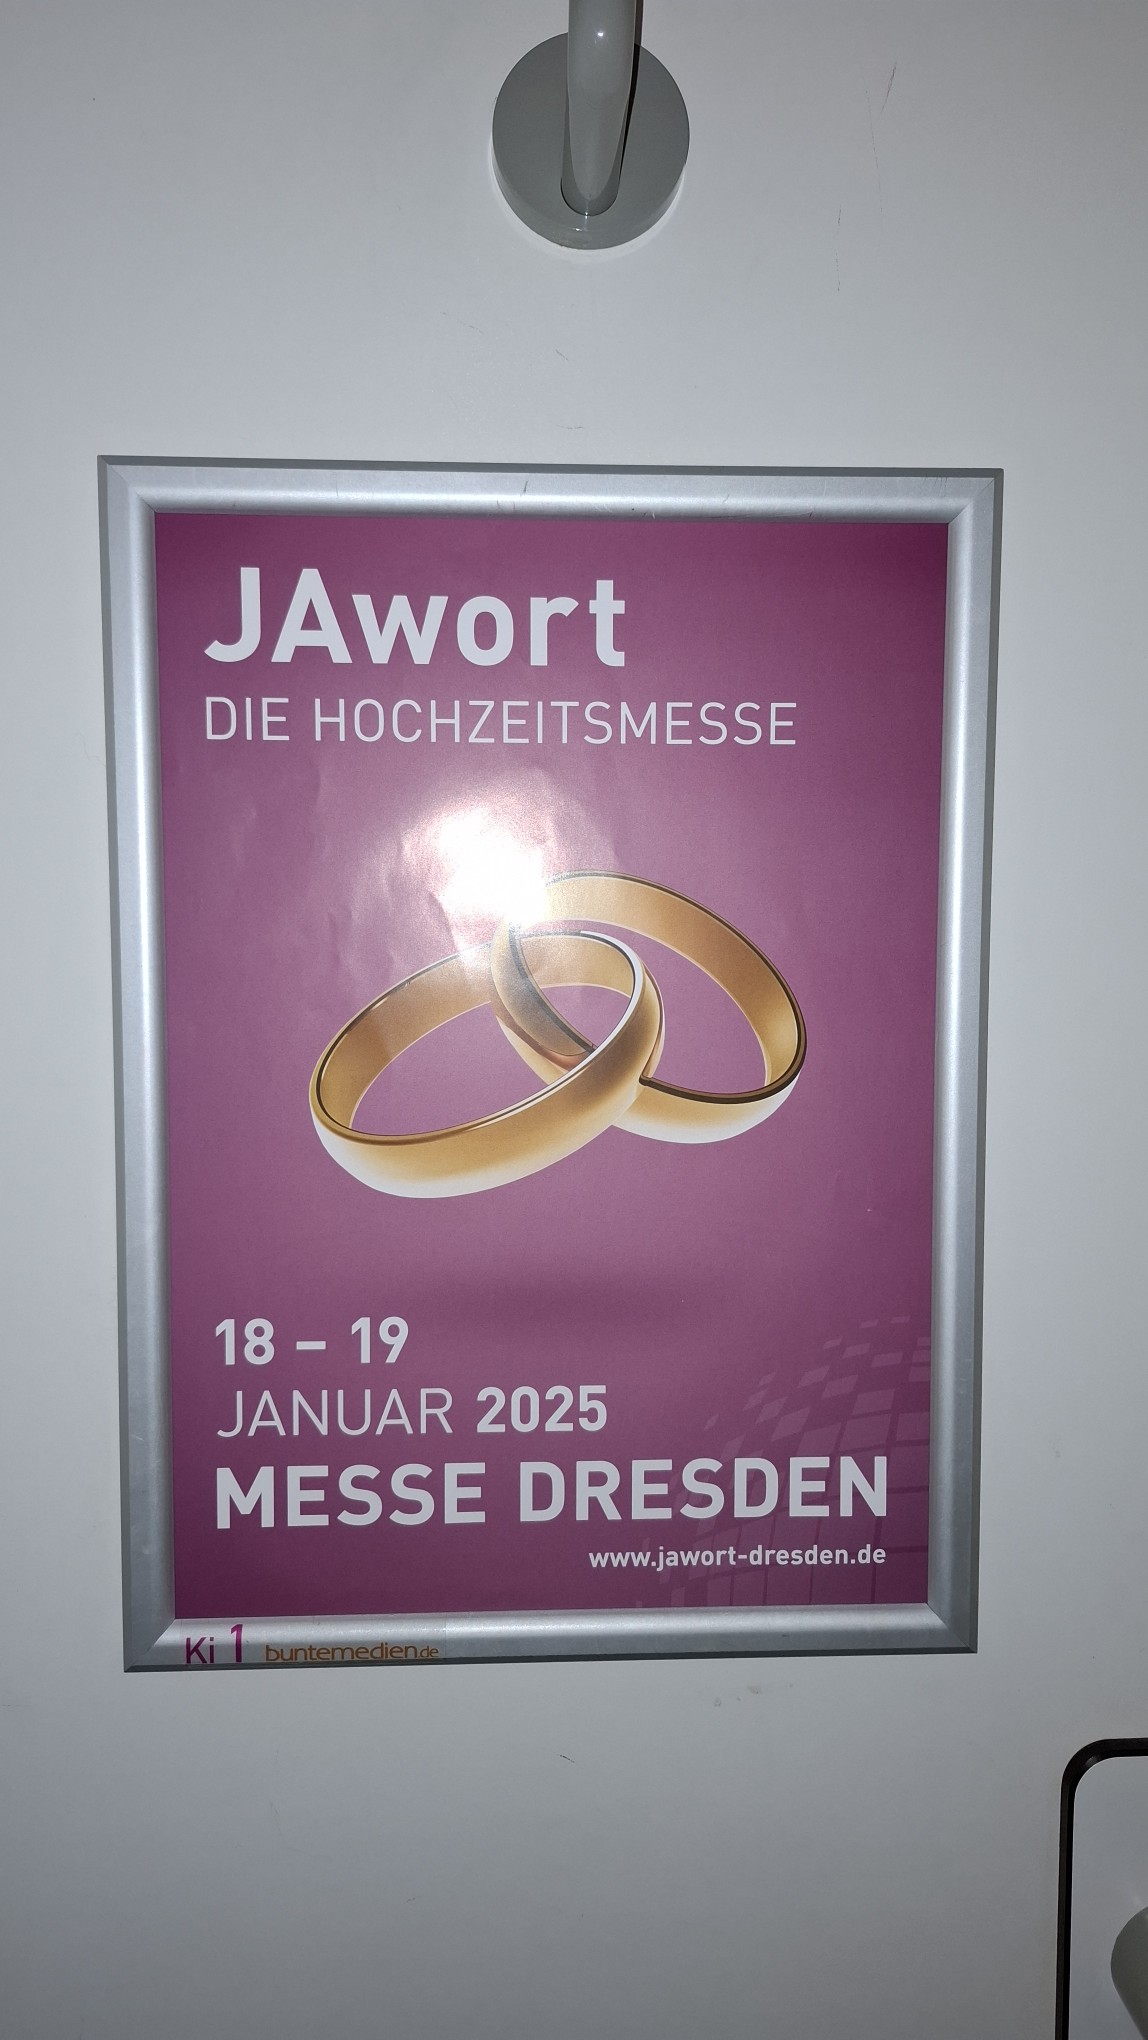 JAwort
DIE HOCHZEITSMESSE
18 – 19
JANUAR 2025
MESSE DRESDEN
www.jawort-dresden.de
Ki 1 buntemedien.de